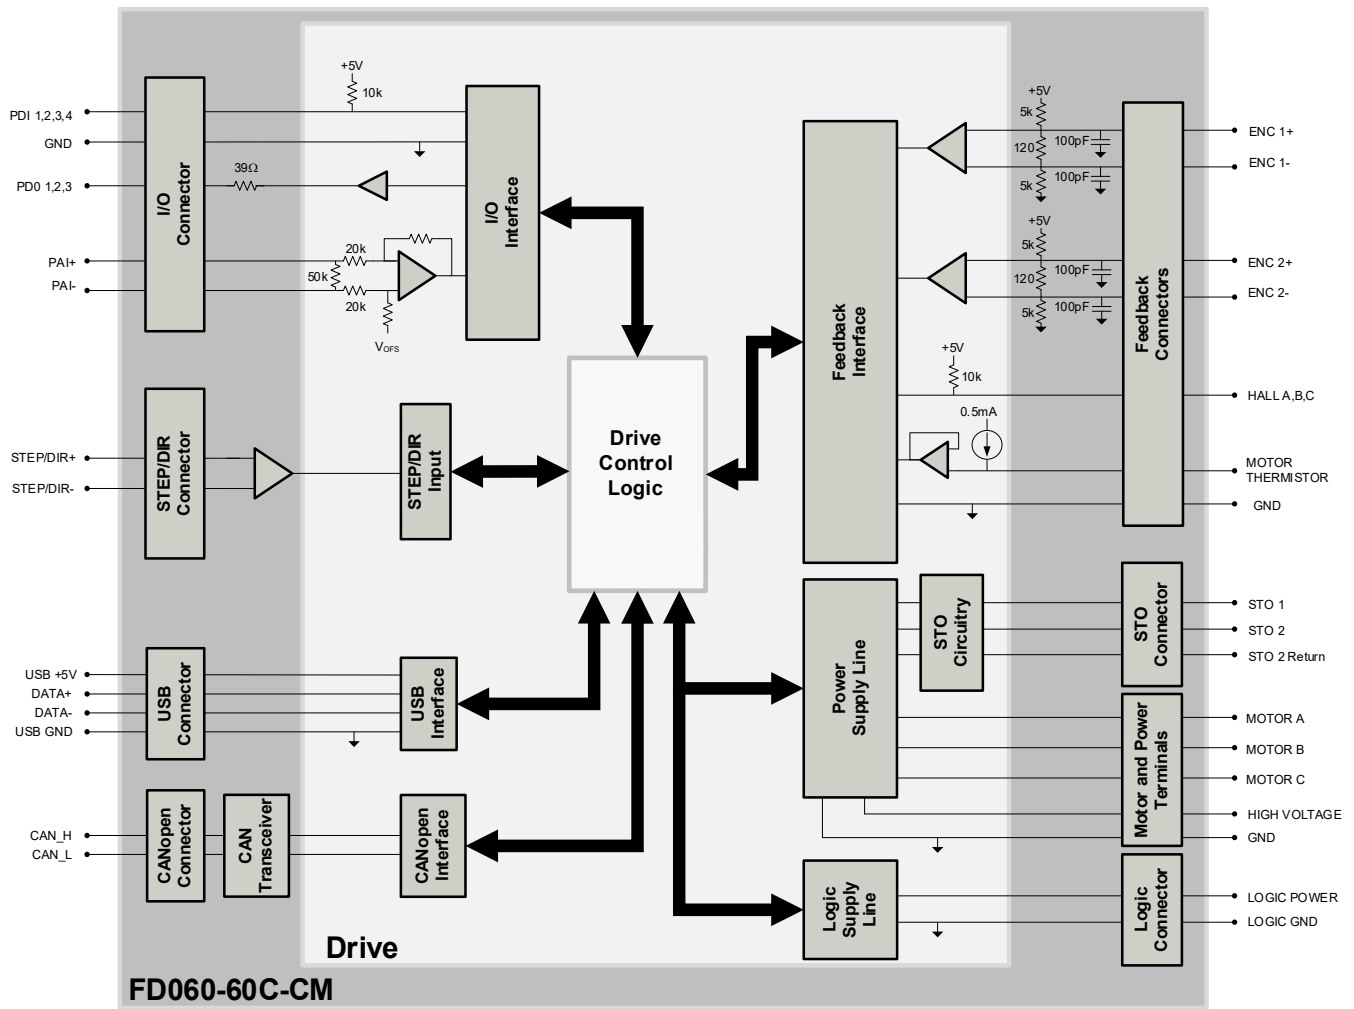 PDI 1,2,3,4
GND
PD0 1,2,3
PAI+
PAI-
I/O
Connector
+5V
10k
39Ω
20k
50k
20k
VOFS
I/O
Interface
STEP/DIR+
STEP/DIR-
STEP/DIR
Connector
STEP/DIR
Input
Drive
Control
Logic
USB +5V
DATA+
DATA-
USB GND
USB
Connector
USB
Interface
CAN_H
CAN_L
CANopen
Connector
CAN
Transceiver
CANopen
Interface
Feedback
Interface
+5V
5k
120
5k
100pF
100pF
+5V
5k
120
5k
100pF
100pF
+5V
10k
0.5mA
Feedback
Connectors
ENC 1+
ENC 1-
ENC 2+
ENC 2-
HALL A,B,C
MOTOR
THERMISTOR
GND
Power
Supply Line
STO
Circuitry
STO
Connector
STO 1
STO 2
STO 2 Return
Motor and Power
Terminals
MOTOR A
MOTOR B
MOTOR C
HIGH VOLTAGE
GND
Logic
Supply
Line
Logic
Connector
LOGIC POWER
LOGIC GND
Drive
FD060-60C-CM